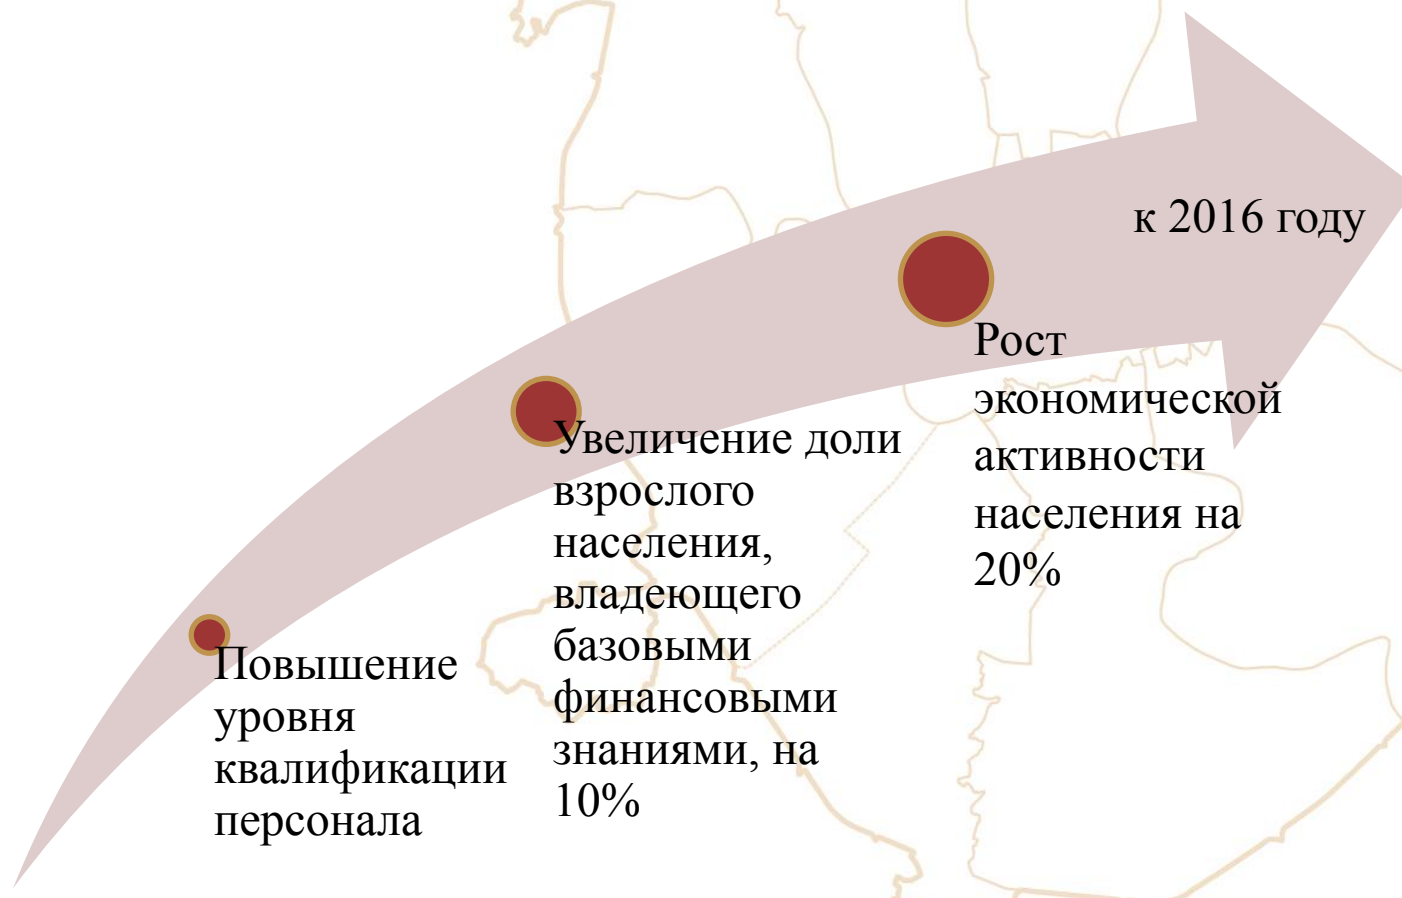 к 2016 году
Рост
экономической
активности
населения на
20%
Увеличение доли
взрослого
населения,
владеющего
базовыми
финансовыми
знаниями, на
10%
Повышение
уровня
квалификации
персонала